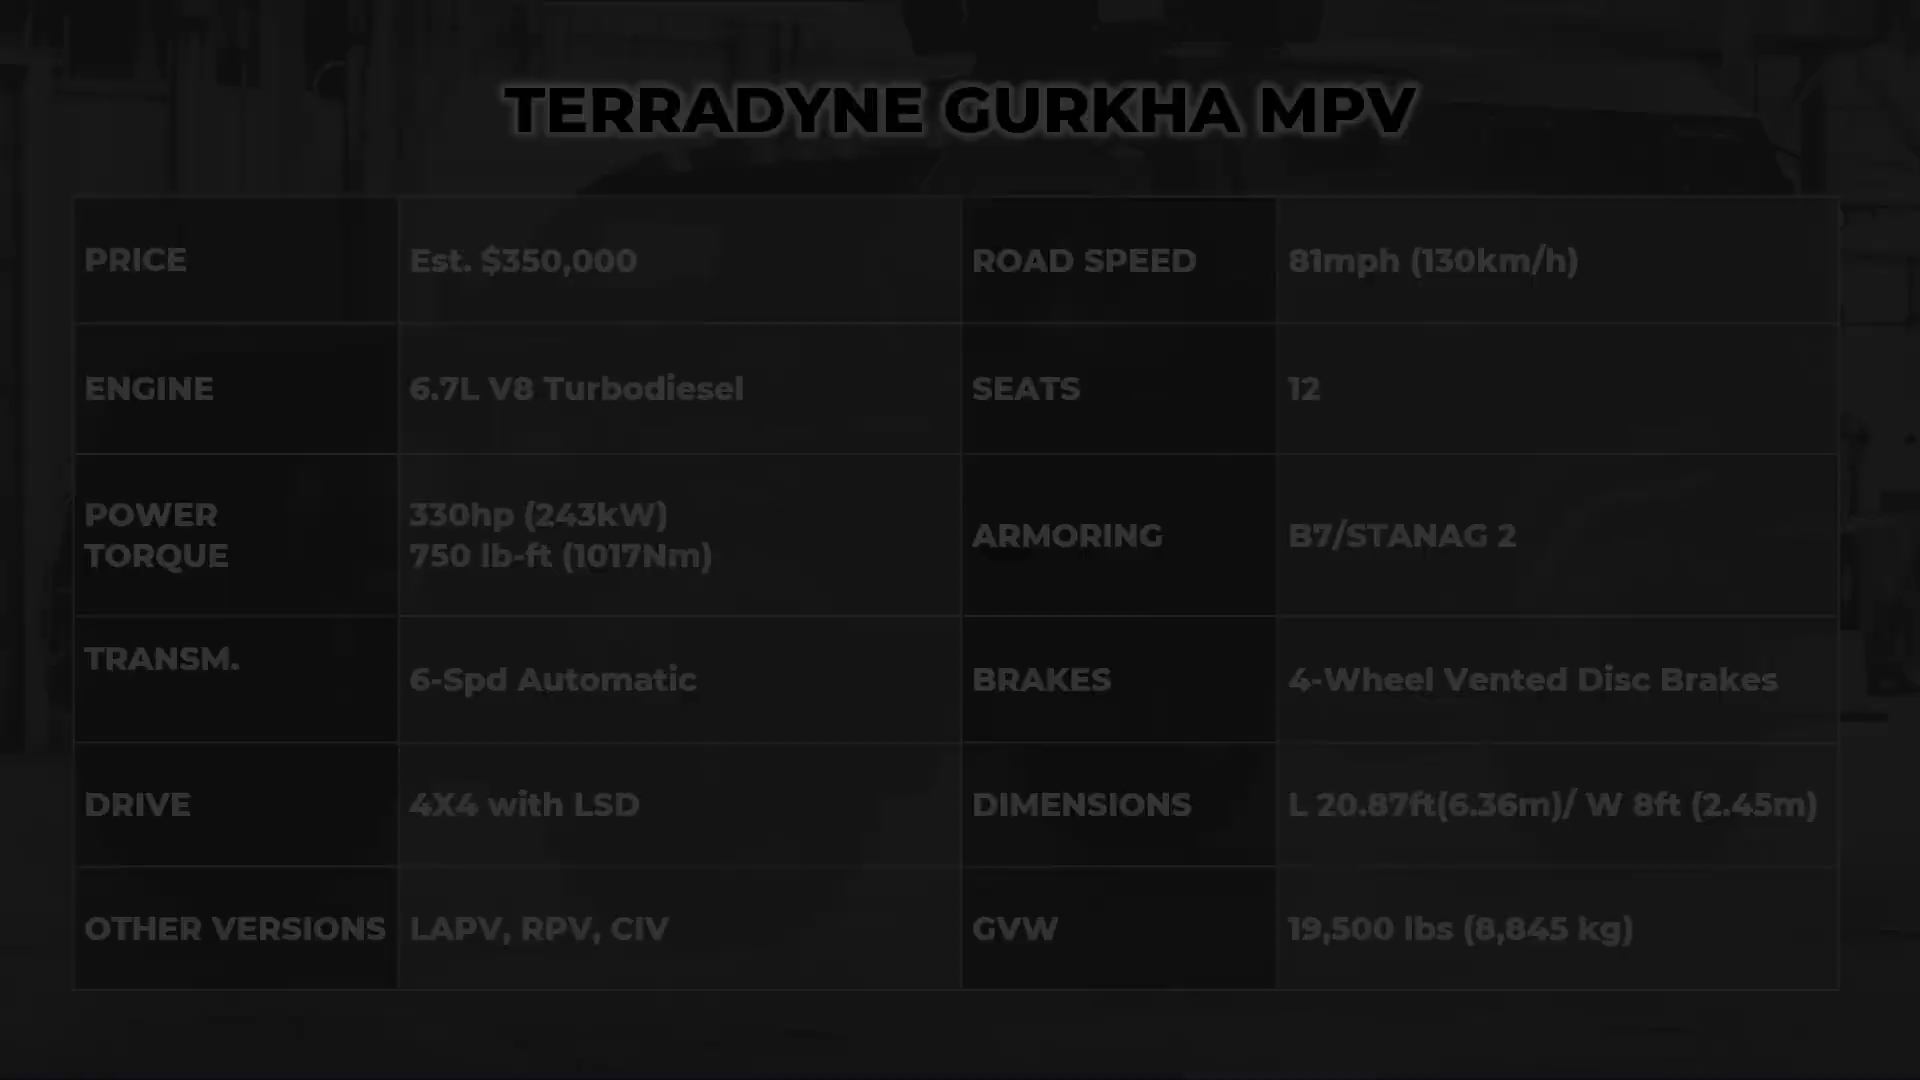 TERRADYNE GURKHA MPV
PRICE
Est. $350,000
ROAD SPEED
81mph (130km/h)
ENGINE
6.7L V8 Turbodiesel
SEATS
12
POWER
TORQUE
330hp (243kW)
750 lb-ft (1017Nm)
ARMORING
B7/STANAG 2
TRANSM.
6-Spd Automatic
BRAKES
4-Wheel Vented Disc Brakes
DRIVE
4X4 with LSD
DIMENSIONS
L 20.87ft(6.36m)/ W 8ft (2.45m)
OTHER VERSIONS
LAPV, RPV, CIV
GVW
19,500 lbs (8,845 kg)